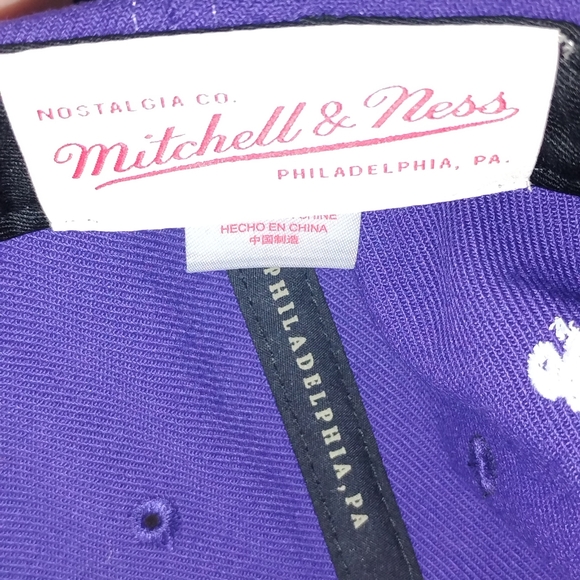 NOSTALGIA CO.
Mitchell & Ness
PHILADELPHIA, PA.
HECHO EN CHINA
中国制造
PHILADELPHIA, PA